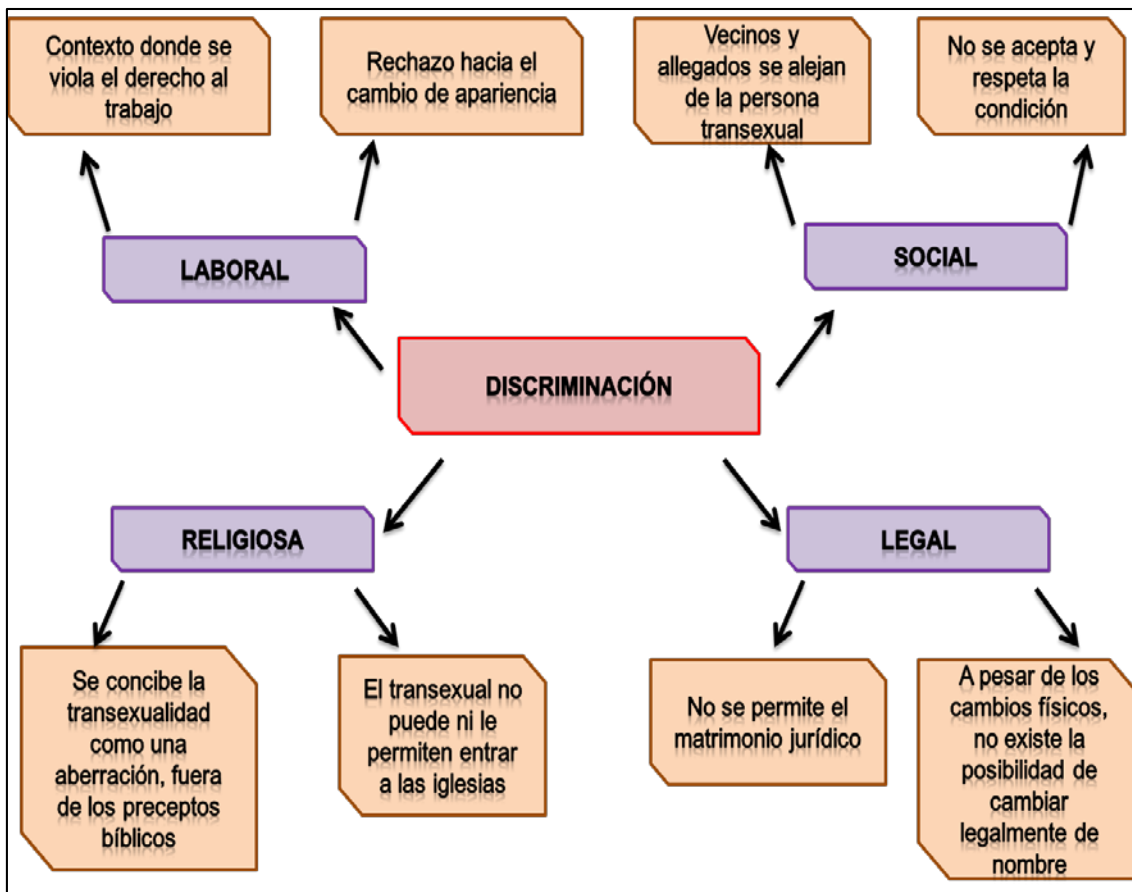 Contexto donde se
viola el derecho al
trabajo
Rechazo hacia el
cambio de apariencia
Vecinos y
allegados se alejan
de la persona
transexual
No se acepta y
respeta la
condición
LABORAL
SOCIAL
DISCRIMINACIÓN
RELIGIOSA
LEGAL
Se concibe la
transexualidad
como una
aberración, fuera
de los preceptos
bíblicos
El transexual no
puede ni le
permiten entrar
a las iglesias
No se permite el
matrimonio jurídico
A pesar de los
cambios físicos,
no existe la
posibilidad de
cambiar
legalmente de
nombre